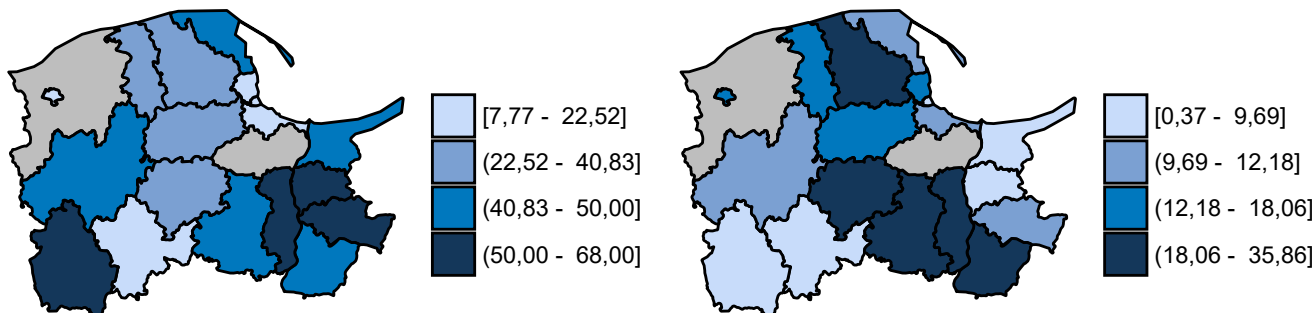 [7,77 - 22,52]
(22,52 - 40,83]
(40,83 - 50,00]
(50,00 - 68,00]
[0,37 - 9,69]
(9,69 - 12,18]
(12,18 - 18,06]
(18,06 - 35,86]